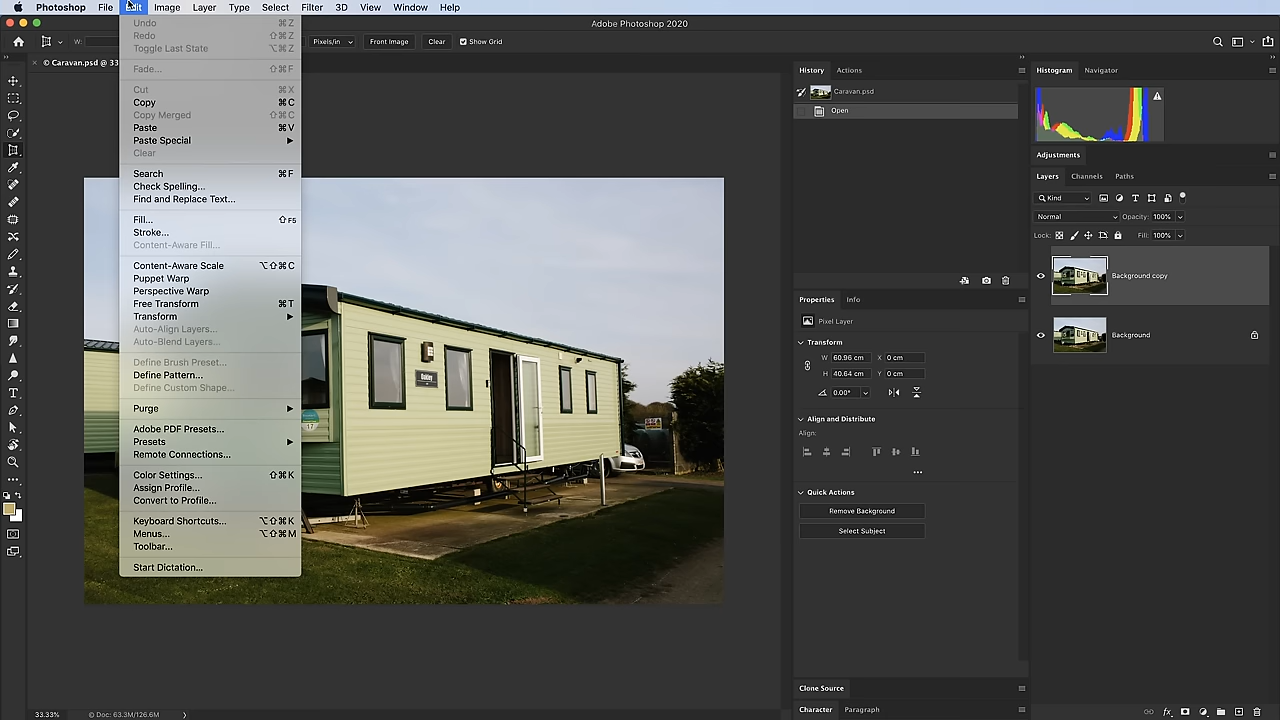 Photoshop File Edit Image Layer Type Select Filter 3D View Window Help
Adobe Photoshop 2020
W: Pixels/in Front Image Clear Show Grid
© Caravan.psd @ 33
Undo ⌘Z
Redo ⇧⌘Z
Toggle Last State ⌥⌘Z
Fade... ⇧⌘F
Cut ⌘X
Copy ⌘C
Copy Merged ⇧⌘C
Paste ⌘V
Paste Special
Clear
Search ⌘F
Check Spelling...
Find and Replace Text...
Fill... ⇧F5
Stroke...
Content-Aware Fill...
Content-Aware Scale ⌥⇧⌘C
Puppet Warp
Perspective Warp
Free Transform ⌘T
Transform
Auto-Align Layers...
Auto-Blend Layers...
Define Brush Preset...
Define Pattern...
Define Custom Shape...
Purge
Adobe PDF Presets...
Presets
Remote Connections...
Color Settings... ⇧⌘K
Assign Profile...
Convert to Profile...
Keyboard Shortcuts... ⌥⇧⌘K
Menus... ⌥⇧⌘M
Toolbar...
Start Dictation...
17
33.33% © Doc: 63.3M/126.6M
History Actions
Caravan.psd
Open
Properties Info
Pixel Layer
Transform
W 60.96 cm X 0 cm
H 40.64 cm Y 0 cm
0.00°
Align and Distribute
Align:
Quick Actions
Remove Background
Select Subject
Clone Source
Character Paragraph
Histogram Navigator
Adjustments
Layers Channels Paths
Kind
Normal Opacity: 100%
Lock: Fill: 100%
Background copy
Background
fx